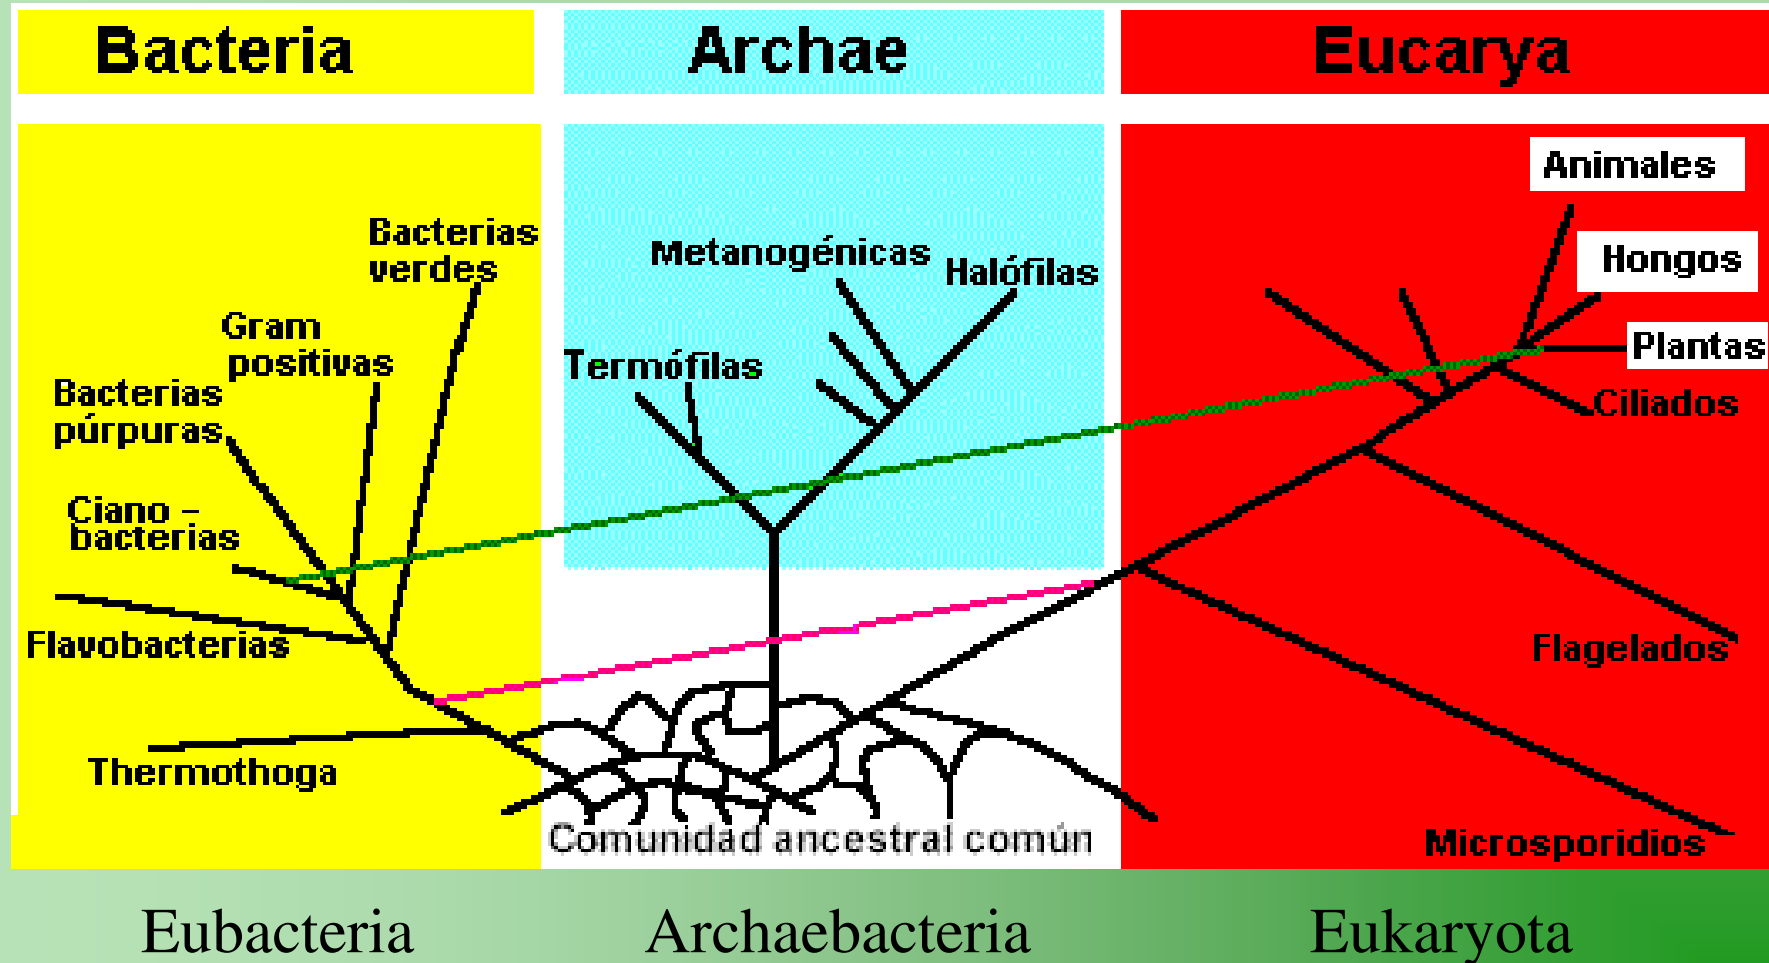 Bacteria
Archae
Eucarya
Bacterias
verdes
Gram
positivas
Bacterias
púrpuras
Ciano –
bacterias
Flavobacterias
Thermothoga
Metanogénicas
Halófilas
Termófilas
Comunidad ancestral común
Animales
Hongos
Plantas
Ciliados
Flagelados
Microsporidios
Eubacteria
Archaebacteria
Eukaryota